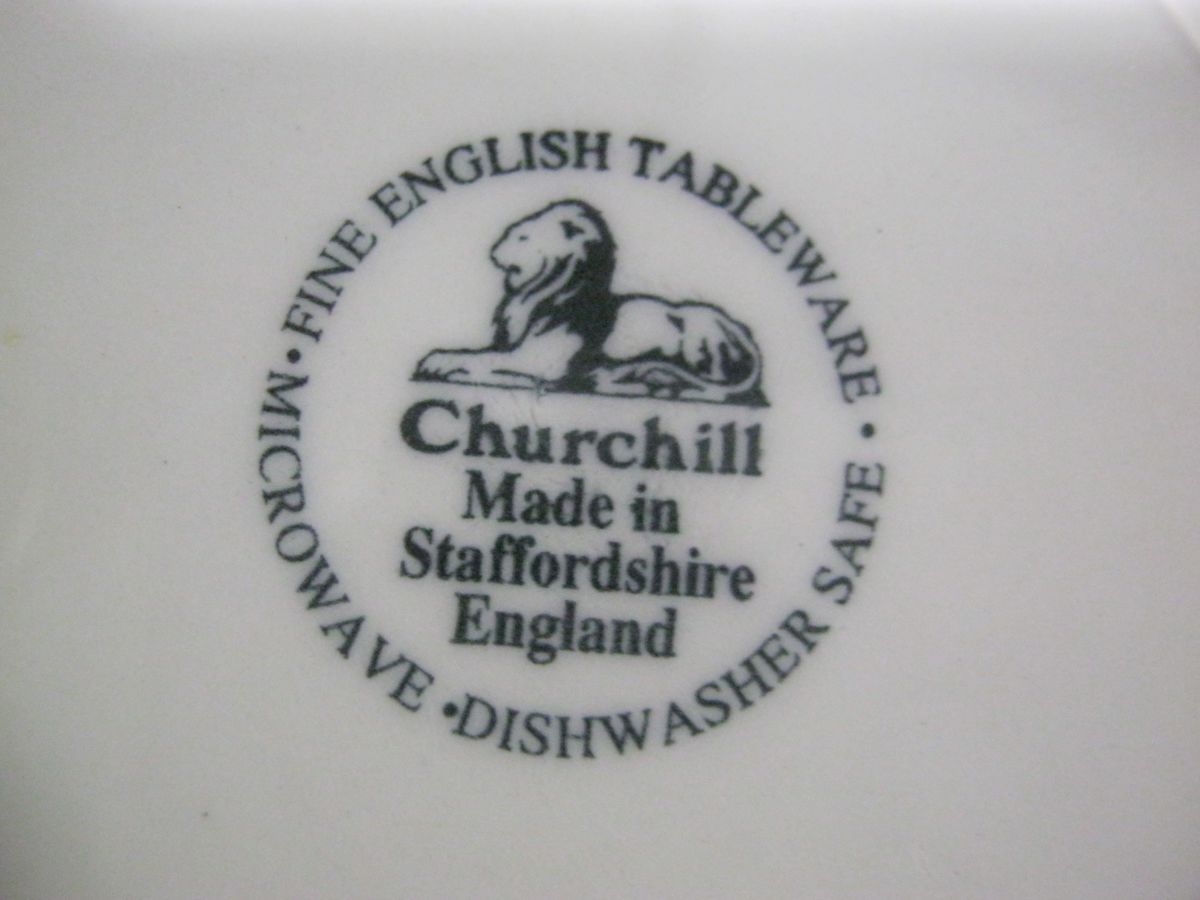 • FINE ENGLISH TABLEWARE •
MICROWAVE • DISHWASHER SAFE
Churchill
Made in
Staffordshire
England